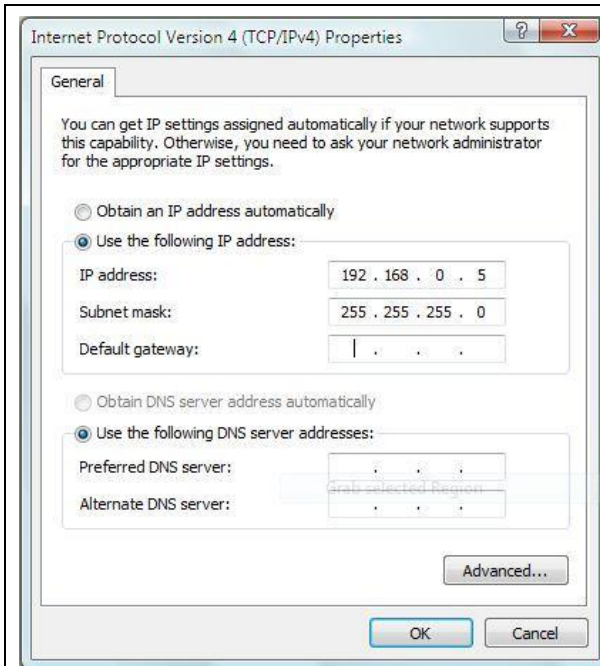 Internet Protocol Version 4 (TCP/IPv4) Properties
?
X
General
You can get IP settings assigned automatically if your network supports
this capability. Otherwise, you need to ask your network administrator
for the appropriate IP settings.
Obtain an IP address automatically
Use the following IP address:
IP address: 192 . 168 . 0 . 5
Subnet mask: 255 . 255 . 255 . 0
Default gateway: . . .
Obtain DNS server address automatically
Use the following DNS server addresses:
Preferred DNS server: . . .
Grab selected Region
Alternate DNS server: . . .
Advanced...
OK Cancel